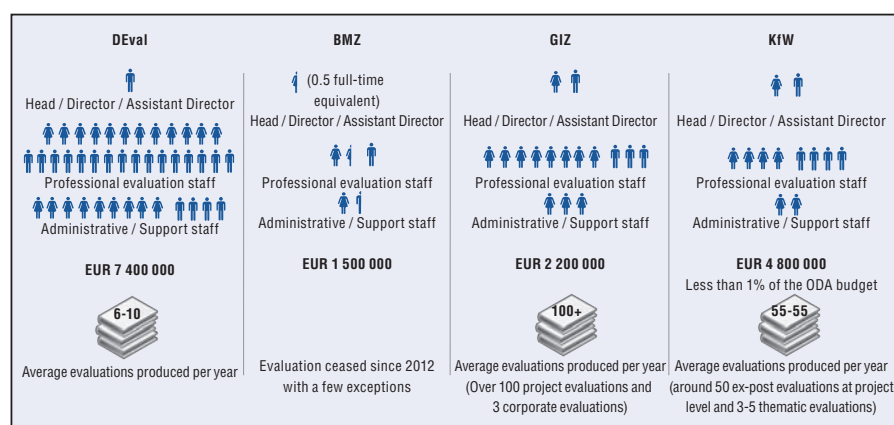 DEval
Head / Director / Assistant Director
Professional evaluation staff
Administrative / Support staff
EUR 7 400 000
6-10
Average evaluations produced per year
BMZ
(0.5 full-time
equivalent)
Head / Director / Assistant Director
Professional evaluation staff
Administrative / Support staff
EUR 1 500 000
Evaluation ceased since 2012
with a few exceptions
GIZ
Head / Director / Assistant Director
Professional evaluation staff
Administrative / Support staff
EUR 2 200 000
100+
Average evaluations produced per year
(Over 100 project evaluations and
3 corporate evaluations)
KfW
Head / Director / Assistant Director
Professional evaluation staff
Administrative / Support staff
EUR 4 800 000
Less than 1% of the ODA budget
55-55
Average evaluations produced per year
(around 50 ex-post evaluations at project
level and 3-5 thematic evaluations)